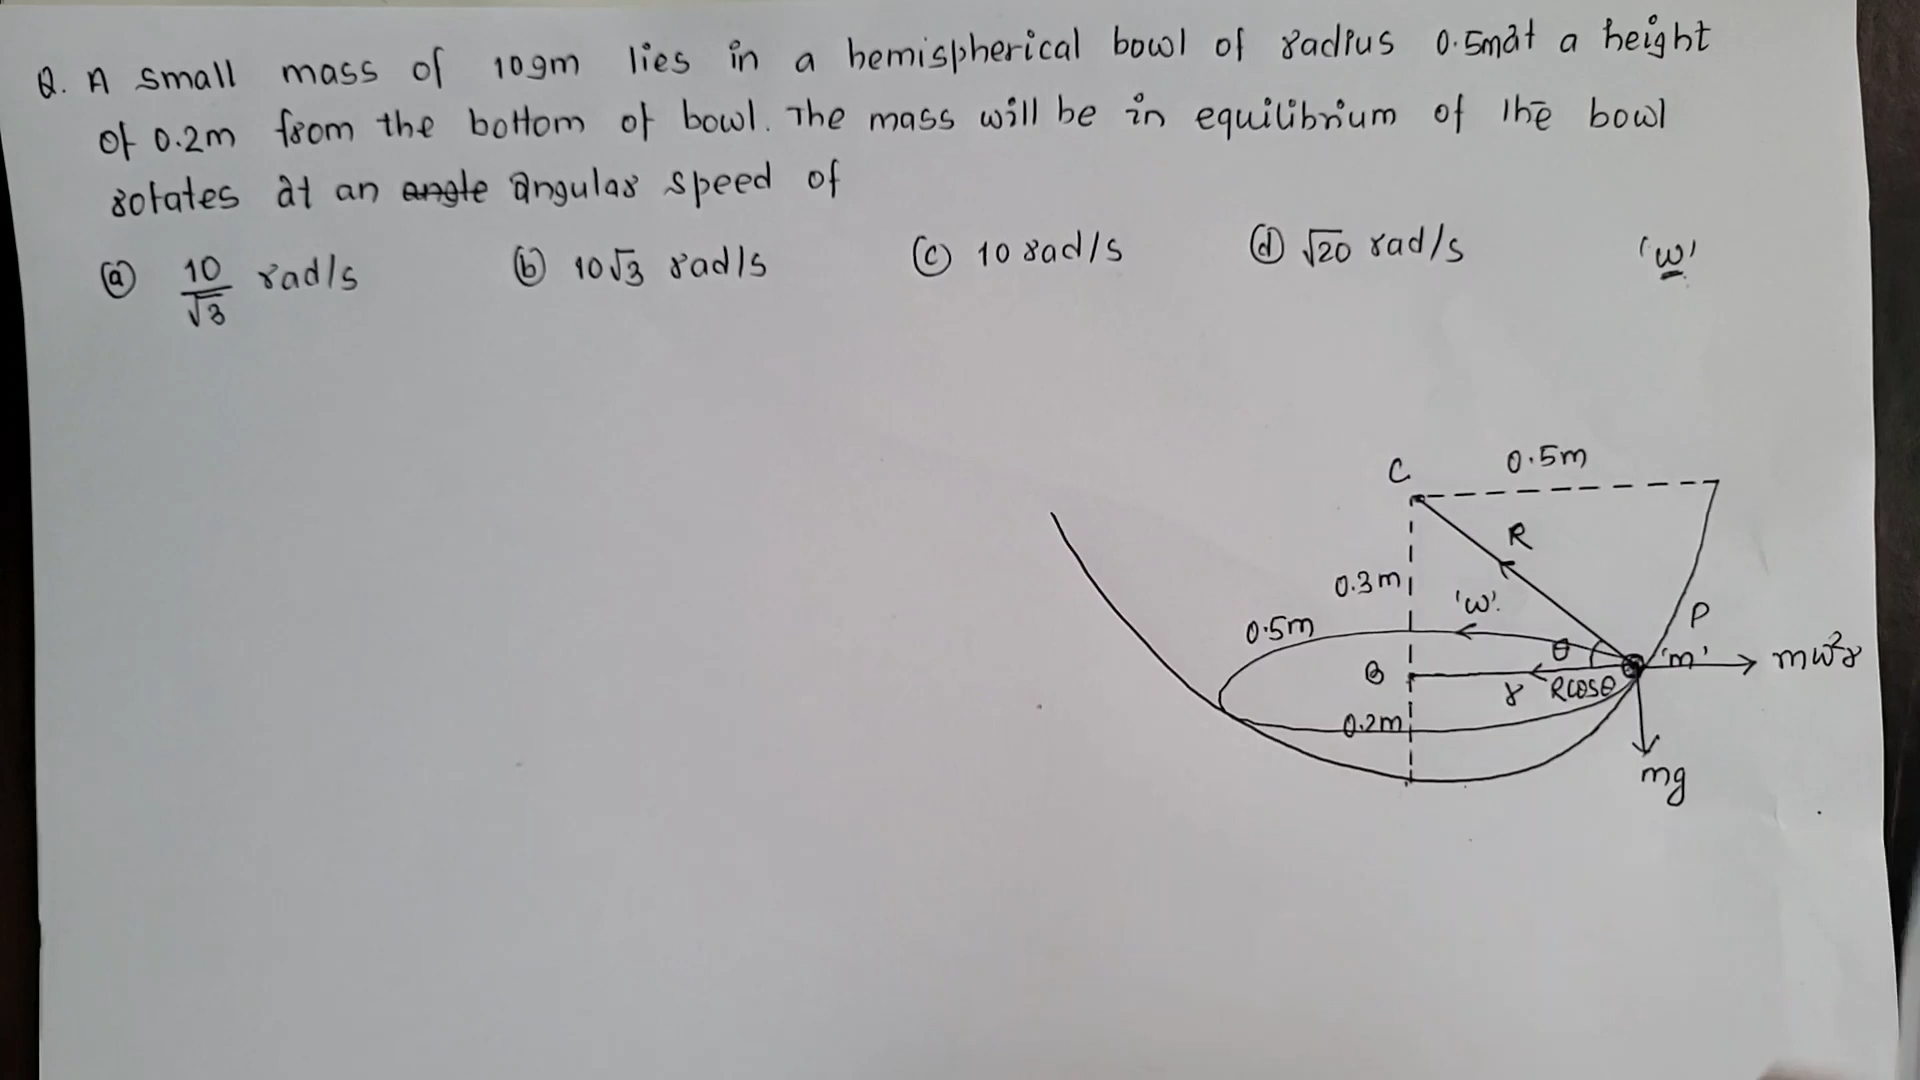 Q. A small mass of 10gm lies in a hemispherical bowl of radius 0.5m at a height
of 0.2m from the bottom of bowl. The mass will be in equilibrium of the bowl
rotates at an angle angular speed of
(a) 10/√3 rad/s (b) 10√3 rad/s (c) 10 rad/s (d) √20 rad/s 'ω'
C 0.5m
R
0.3m 'ω'
0.5m P
B θ 'm' mω²r
r Rcosθ
0.2m
mg